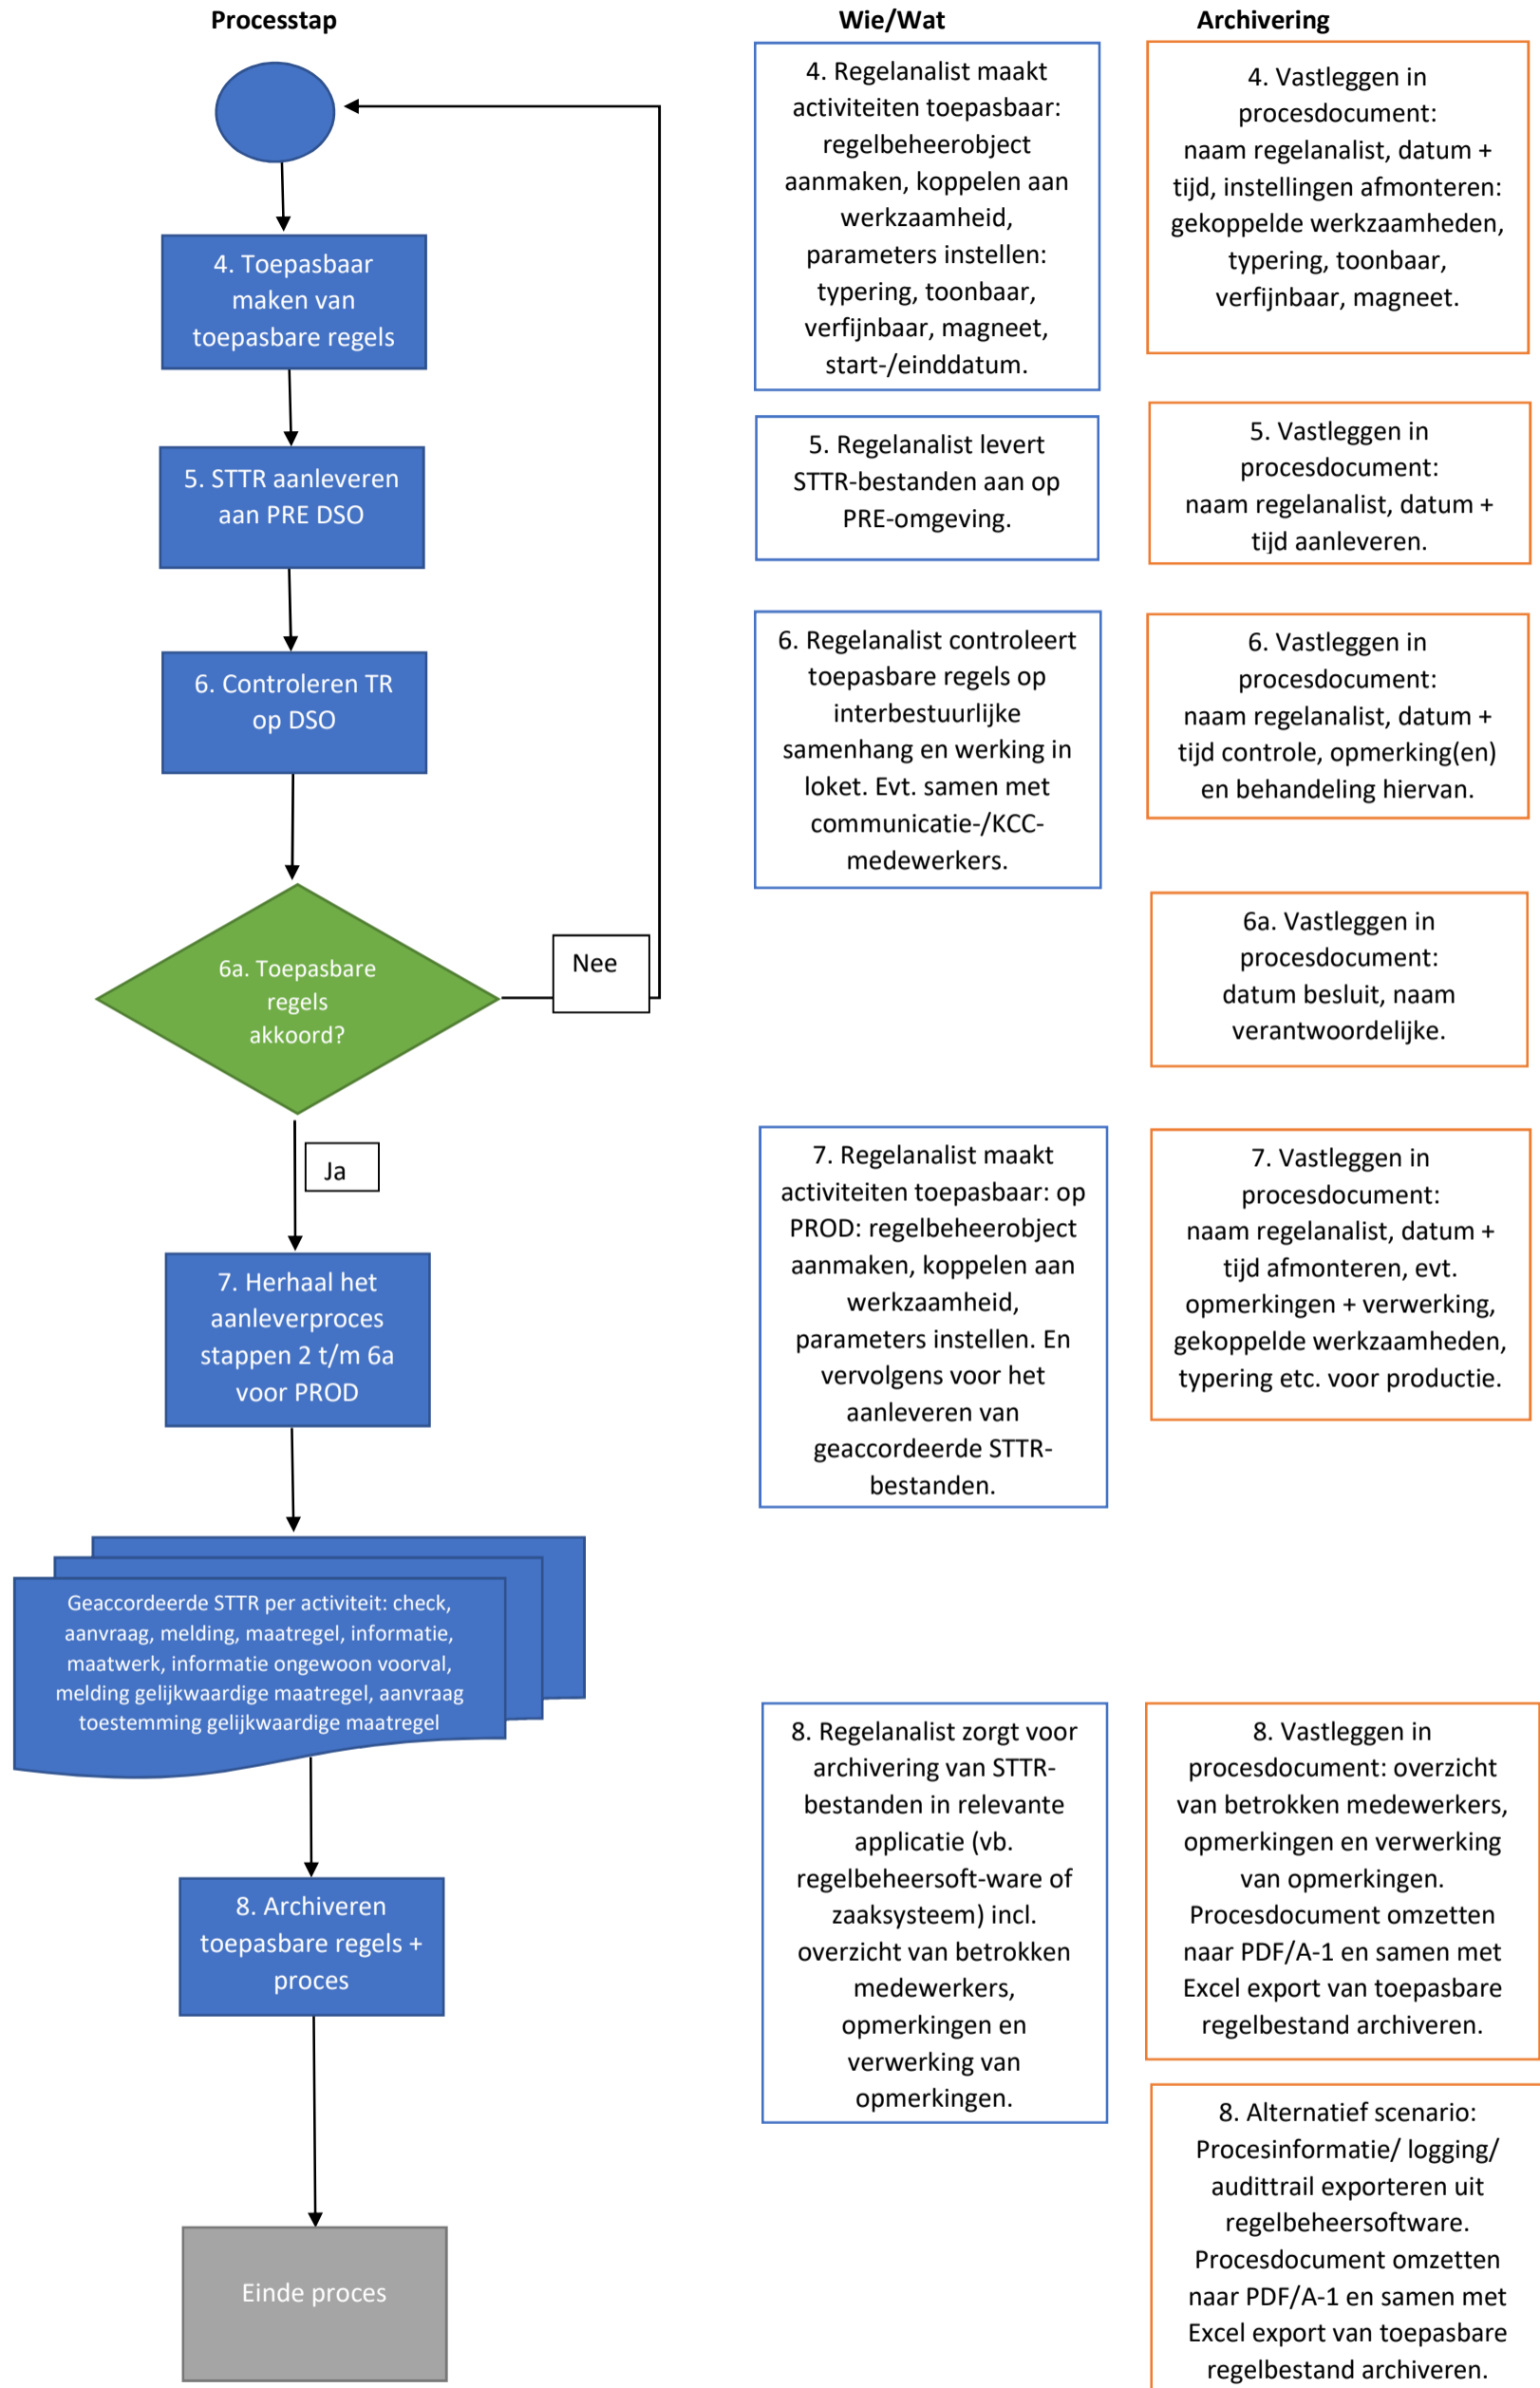 Processtap
Wie/Wat
Archivering
4. Toepasbaar
maken van
toepasbare regels
4. Regelanalist maakt
activiteiten toepasbaar:
regelbeheerobject
aanmaken, koppelen aan
werkzaamheid,
parameters instellen:
typering, toonbaar,
verfijnbaar, magneet,
start-/einddatum.
4. Vastleggen in
procesdocument:
naam regelanalist, datum +
tijd, instellingen afmonteren:
gekoppelde werkzaamheden,
typering, toonbaar,
verfijnbaar, magneet.
5. STTR aanleveren
aan PRE DSO
5. Regelanalist levert
STTR-bestanden aan op
PRE-omgeving.
5. Vastleggen in
procesdocument:
naam regelanalist, datum +
tijd aanleveren.
6. Controleren TR
op DSO
6. Regelanalist controleert
toepasbare regels op
interbestuurlijke
samenhang en werking in
loket. Evt. samen met
communicatie-/KCC-
medewerkers.
6. Vastleggen in
procesdocument:
naam regelanalist, datum +
tijd controle, opmerking(en)
en behandeling hiervan.
6a. Toepasbare
regels
akkoord?
Nee
6a. Vastleggen in
procesdocument:
datum besluit, naam
verantwoordelijke.
Ja
7. Herhaal het
aanleverproces
stappen 2 t/m 6a
voor PROD
7. Regelanalist maakt
activiteiten toepasbaar: op
PROD: regelbeheerobject
aanmaken, koppelen aan
werkzaamheid,
parameters instellen. En
vervolgens voor het
aanleveren van
geaccordeerde STTR-
bestanden.
7. Vastleggen in
procesdocument:
naam regelanalist, datum +
tijd afmonteren, evt.
opmerkingen + verwerking,
gekoppelde werkzaamheden,
typering etc. voor productie.
Geaccordeerde STTR per activiteit: check,
aanvraag, melding, maatregel, informatie,
maatwerk, informatie ongewoon voorval,
melding gelijkwaardige maatregel, aanvraag
toestemming gelijkwaardige maatregel
8. Archiveren
toepasbare regels +
proces
8. Regelanalist zorgt voor
archivering van STTR-
bestanden in relevante
applicatie (vb.
regelbeheersoft-ware of
zaaksysteem) incl.
overzicht van betrokken
medewerkers,
opmerkingen en
verwerking van
opmerkingen.
8. Vastleggen in
procesdocument: overzicht
van betrokken medewerkers,
opmerkingen en verwerking
van opmerkingen.
Procesdocument omzetten
naar PDF/A-1 en samen met
Excel export van toepasbare
regelbestand archiveren.
8. Alternatief scenario:
Procesinformatie/ logging/
audittrail exporteren uit
regelbeheersoftware.
Procesdocument omzetten
naar PDF/A-1 en samen met
Excel export van toepasbare
regelbestand archiveren.
Einde proces